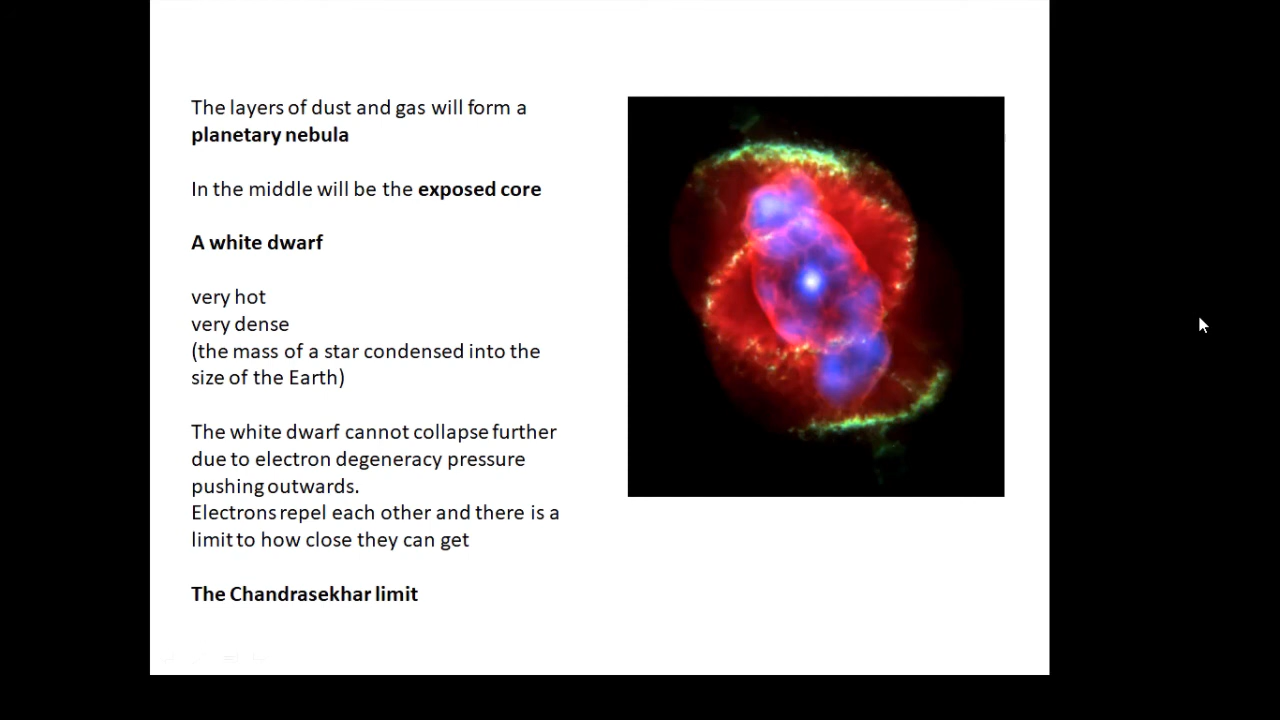 The layers of dust and gas will form a
planetary nebula
In the middle will be the exposed core
A white dwarf
very hot
very dense
(the mass of a star condensed into the
size of the Earth)
The white dwarf cannot collapse further
due to electron degeneracy pressure
pushing outwards.
Electrons repel each other and there is a
limit to how close they can get
The Chandrasekhar limit